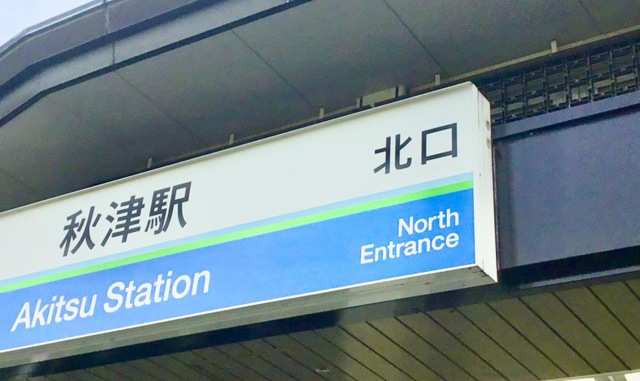 秋津駅
北口
Akitsu Station
North
Entrance